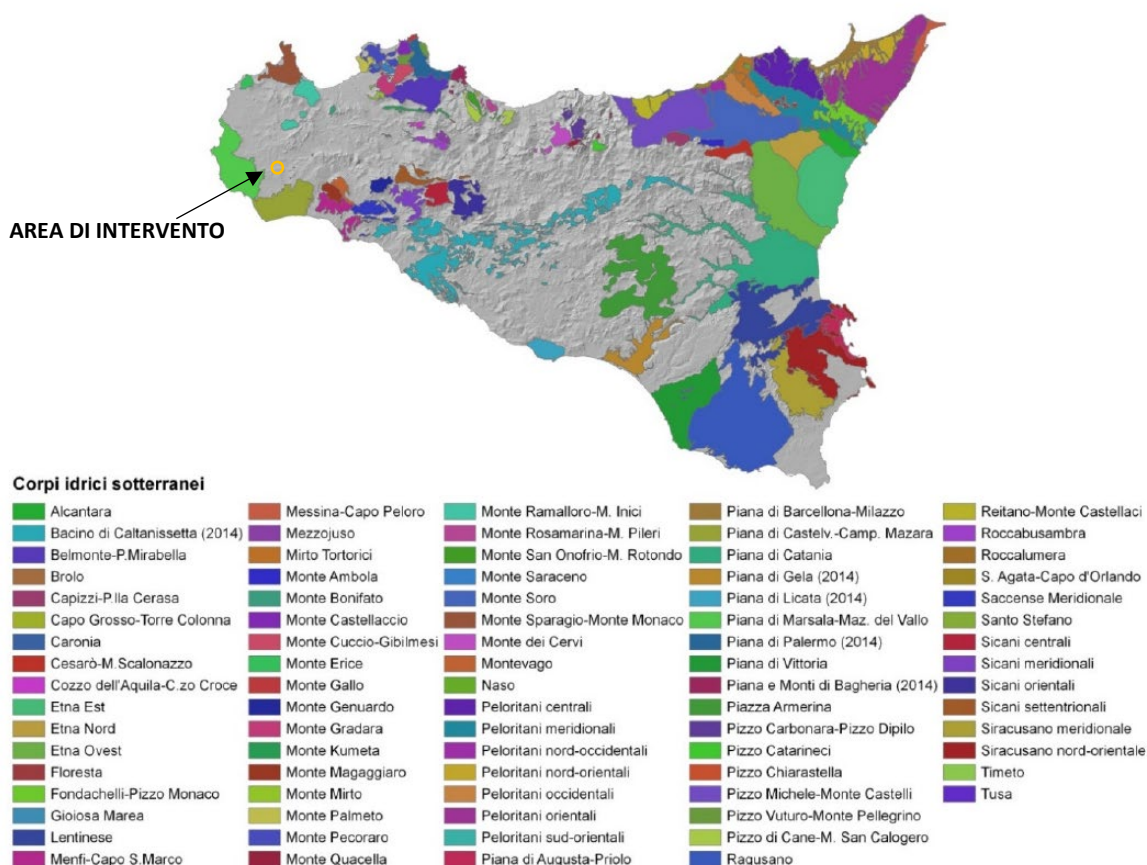 AREA DI INTERVENTO
Corpi idrici sotterranei
Alcantara
Bacino di Caltanissetta (2014)
Belmonte-P.Mirabella
Brolo
Capizzi-P.lla Cerasa
Capo Grosso-Torre Colonna
Caronia
Cesarò-M.Scalonazzo
Cozzo dell'Aquila-C.zo Croce
Etna Est
Etna Nord
Etna Ovest
Floresta
Fondachelli-Pizzo Monaco
Gioiosa Marea
Lentinese
Menfi-Capo S.Marco
Messina-Capo Peloro
Mezzojuso
Mirto Tortorici
Monte Ambola
Monte Bonifato
Monte Castellaccio
Monte Cuccio-Gibilmesi
Monte Erice
Monte Gallo
Monte Genuardo
Monte Gradara
Monte Kumeta
Monte Magaggiaro
Monte Mirto
Monte Palmeto
Monte Pecoraro
Monte Quacella
Monte Ramalloro-M. Inici
Monte Rosamarina-M. Pileri
Monte San Onofrio-M. Rotondo
Monte Saraceno
Monte Soro
Monte Sparagio-Monte Monaco
Monte dei Cervi
Montevago
Naso
Peloritani centrali
Peloritani meridionali
Peloritani nord-occidentali
Peloritani nord-orientali
Peloritani occidentali
Peloritani orientali
Peloritani sud-orientali
Piana di Augusta-Priolo
Piana di Barcellona-Milazzo
Piana di Castelv.-Camp. Mazara
Piana di Catania
Piana di Gela (2014)
Piana di Licata (2014)
Piana di Marsala-Maz. del Vallo
Piana di Palermo (2014)
Piana di Vittoria
Piana e Monti di Bagheria (2014)
Piazza Armerina
Pizzo Carbonara-Pizzo Dipilo
Pizzo Catarineci
Pizzo Chiarastella
Pizzo Michele-Monte Castelli
Pizzo Vuturo-Monte Pellegrino
Pizzo di Cane-M. San Calogero
Ragusano
Reitano-Monte Castellaci
Roccabusambra
Roccalumera
S. Agata-Capo d'Orlando
Saccense Meridionale
Santo Stefano
Sicani centrali
Sicani meridionali
Sicani orientali
Sicani settentrionali
Siracusano meridionale
Siracusano nord-orientale
Timeto
Tusa